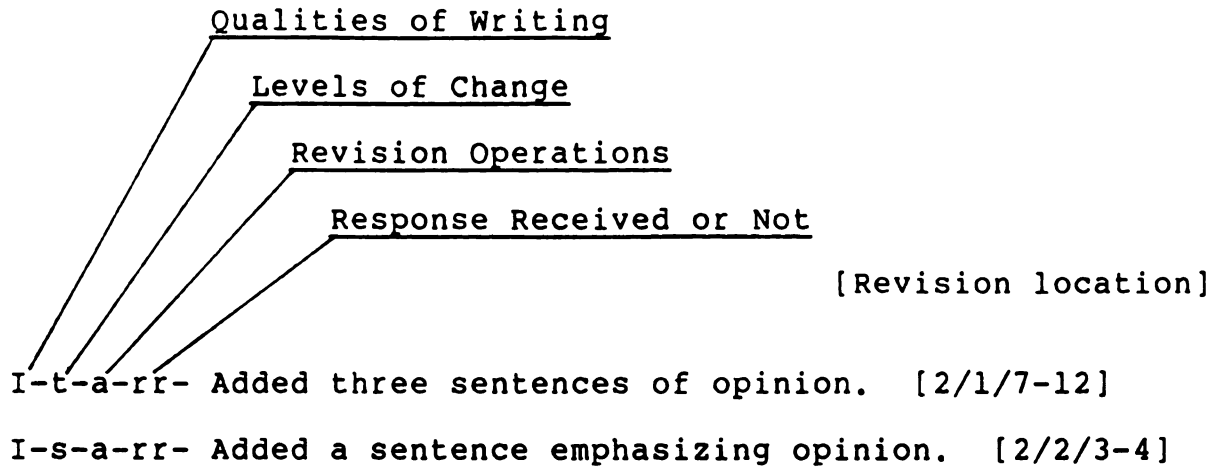 Qualities of Writing
Levels of Change
Revision Operations
Response Received or Not
[Revision location]
I-t-a-rr- Added three sentences of opinion. [2/1/7-12]
I-s-a-rr- Added a sentence emphasizing opinion. [2/2/3-4]